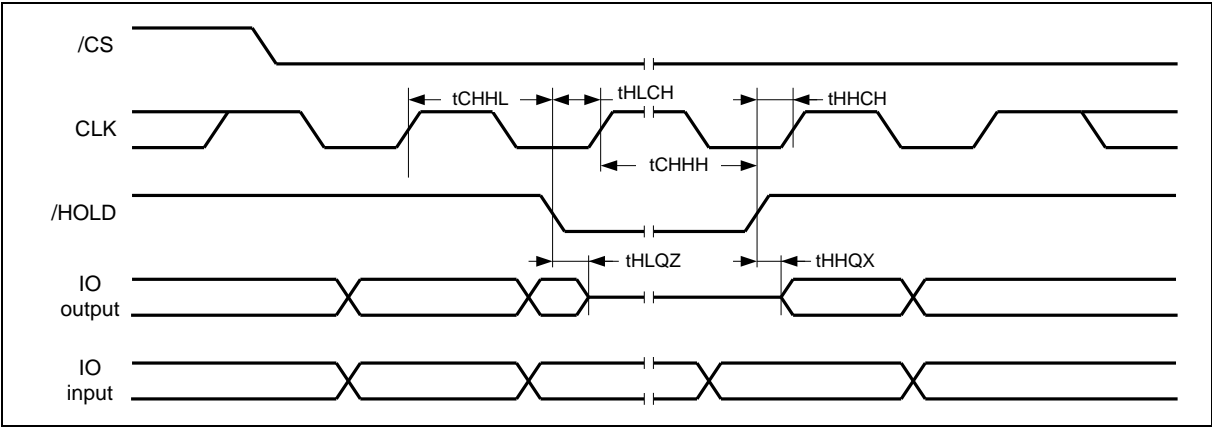 /CS
tCHHL
tHLCH
tHHCH
CLK
tCHHH
/HOLD
tHLQZ
tHHQX
IO
output
IO
input